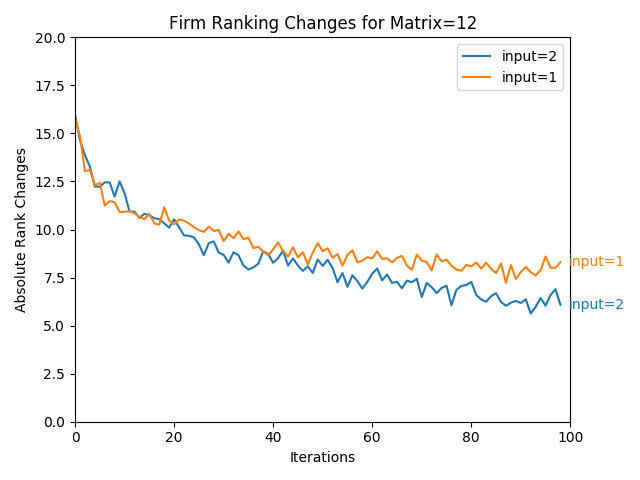 Firm Ranking Changes for Matrix=12
20.0
17.5
15.0
12.5
10.0
7.5
5.0
2.5
0.0
Absolute Rank Changes
input=2
input=1
input=1
input=2
0 20 40 60 80 100
Iterations